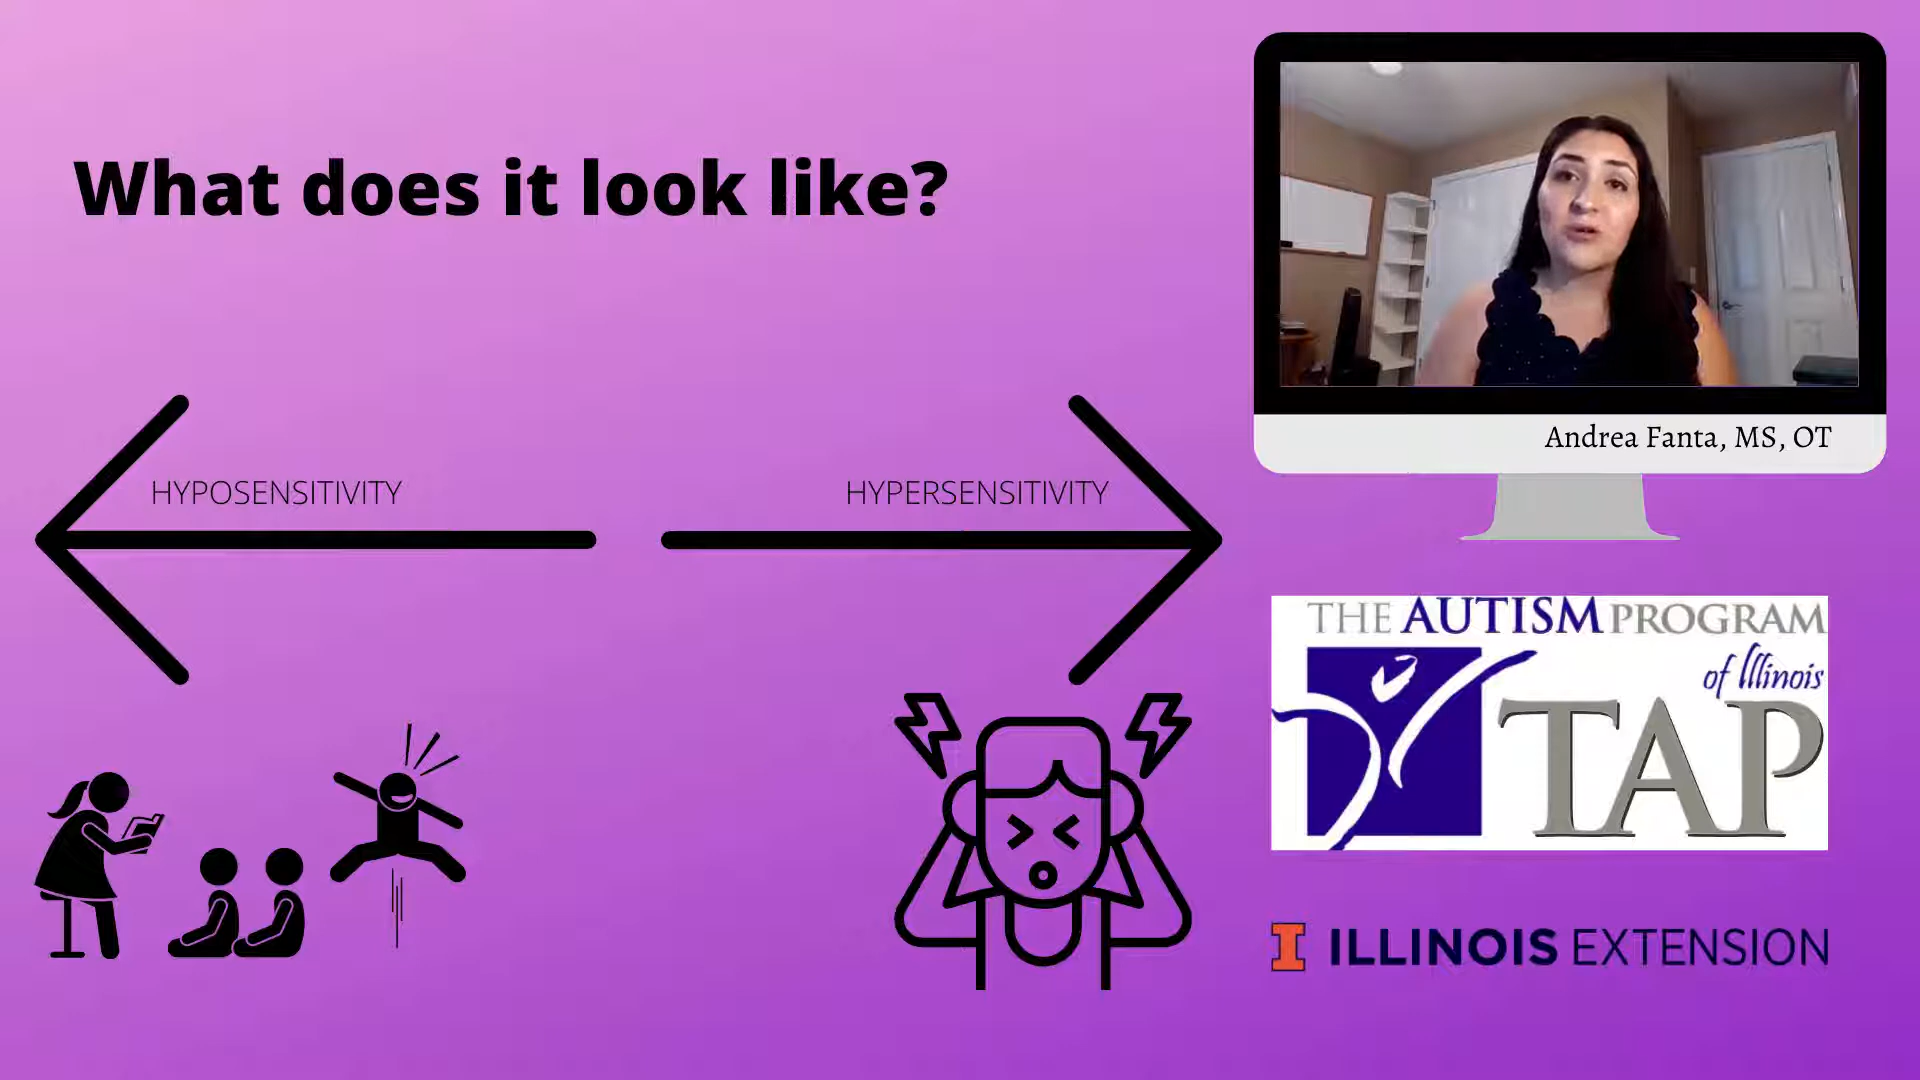 What does it look like?
HYPOSENSITIVITY
HYPERSENSITIVITY
Andrea Fanta, MS, OT
THE AUTISM PROGRAM
of Illinois
TAP
I ILLINOIS EXTENSION